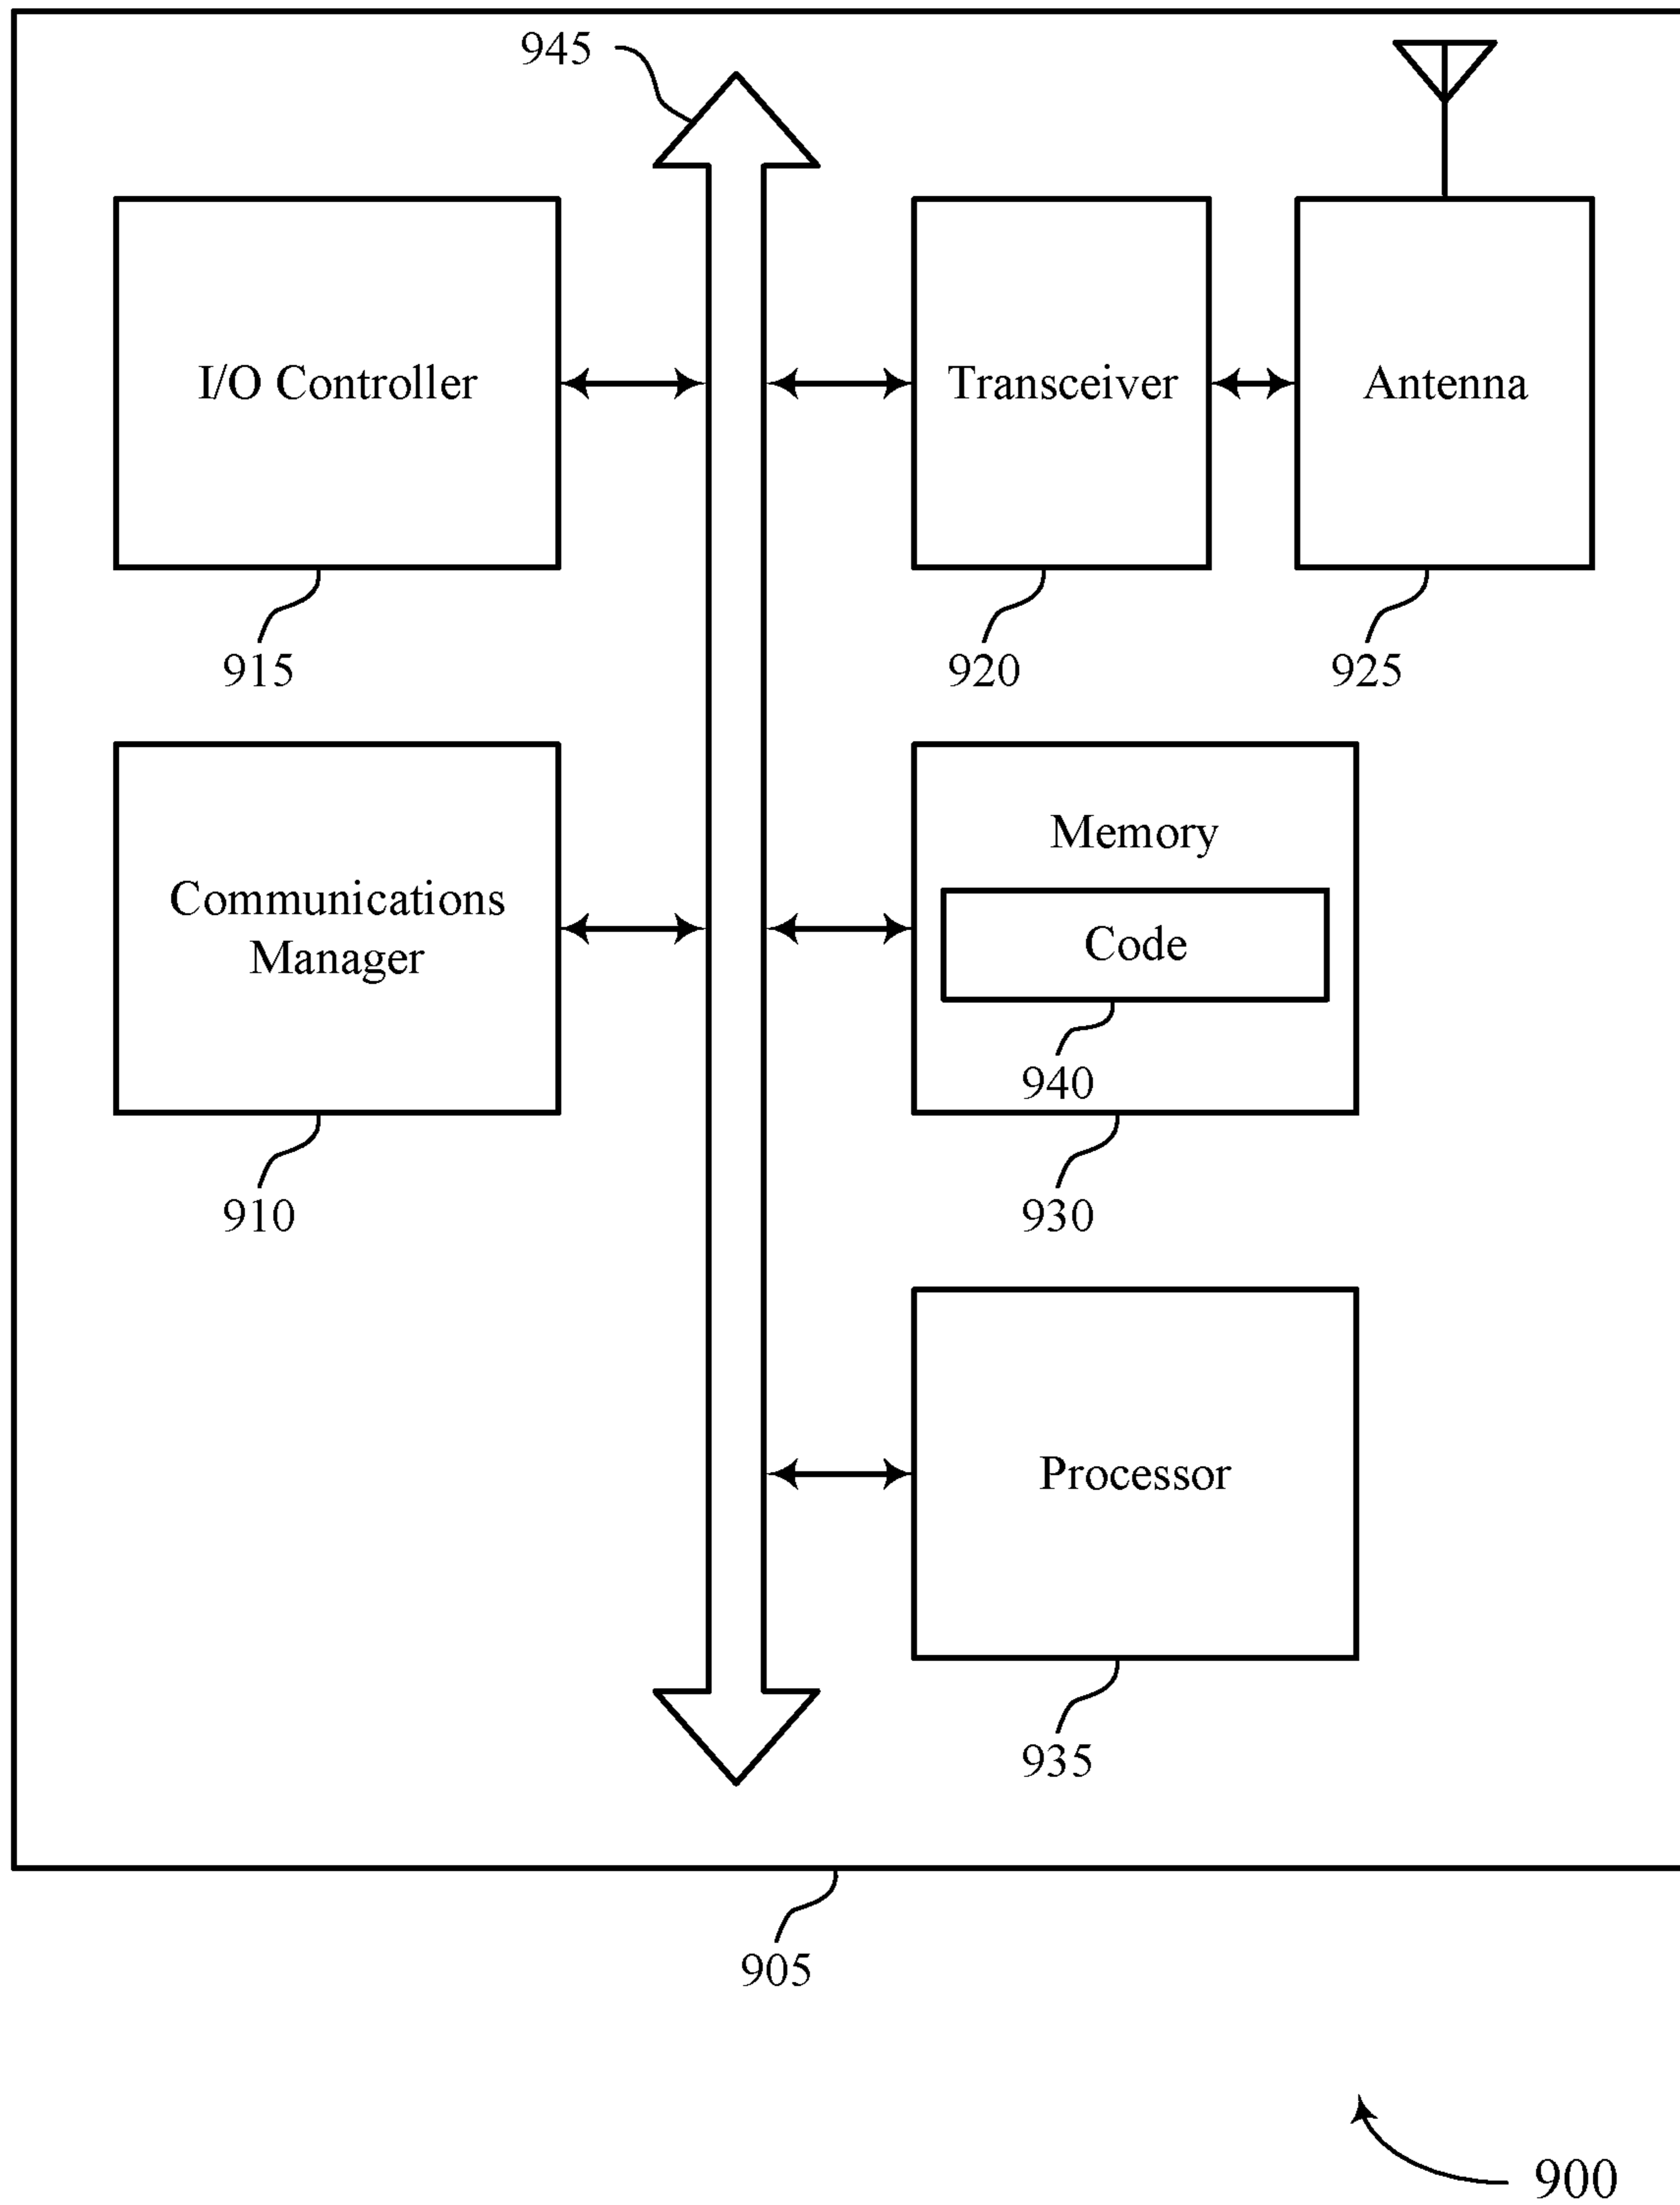 945
I/O Controller
Transceiver
Antenna
915
920
925
Communications
Manager
Memory
Code
940
910
930
Processor
935
905
900